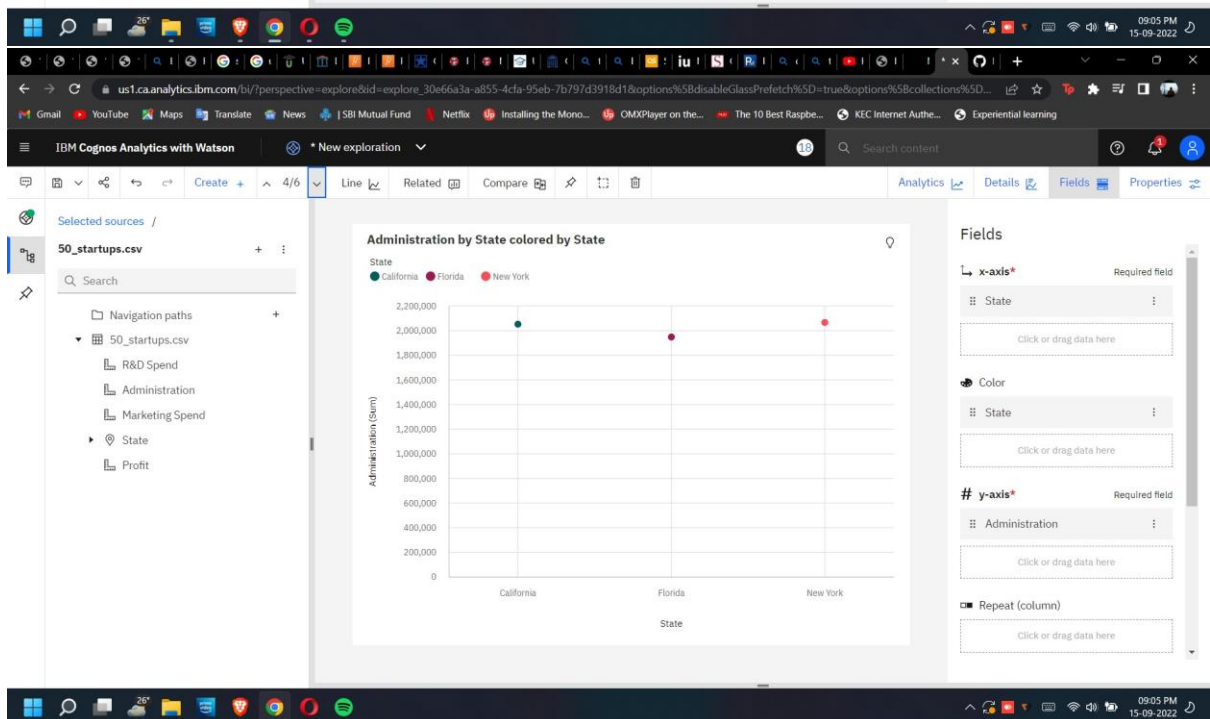 26°
09:05 PM
15-09-2022
us1.ca.analytics.ibm.com/bi/?perspective=explore&id=explore_30e66a3a-a855-4cfa-95eb-7b797d3918d1&options%5BdisableGlassPrefetch%5D=true&options%5Bcollections%5D...
Gmail YouTube Maps Translate News | SBI Mutual Fund Netflix Installing the Mono... OMXPlayer on the... The 10 Best Raspbe... KEC Internet Authe... Experiential learning
IBM Cognos Analytics with Watson * New exploration 18 Search content
Create + 4/6 Line Related Compare Analytics Details Fields Properties
Selected sources /
50_startups.csv
Search
Navigation paths
50_startups.csv
R&D Spend
Administration
Marketing Spend
State
Profit
Administration by State colored by State
State
California Florida New York
2,200,000
2,000,000
1,800,000
1,600,000
1,400,000
1,200,000
1,000,000
800,000
600,000
400,000
200,000
0
Administration (Sum)
California Florida New York
State
Fields
x-axis* Required field
State
Click or drag data here
Color
State
Click or drag data here
# y-axis* Required field
Administration
Click or drag data here
Repeat (column)
Click or drag data here
26°
09:05 PM
15-09-2022